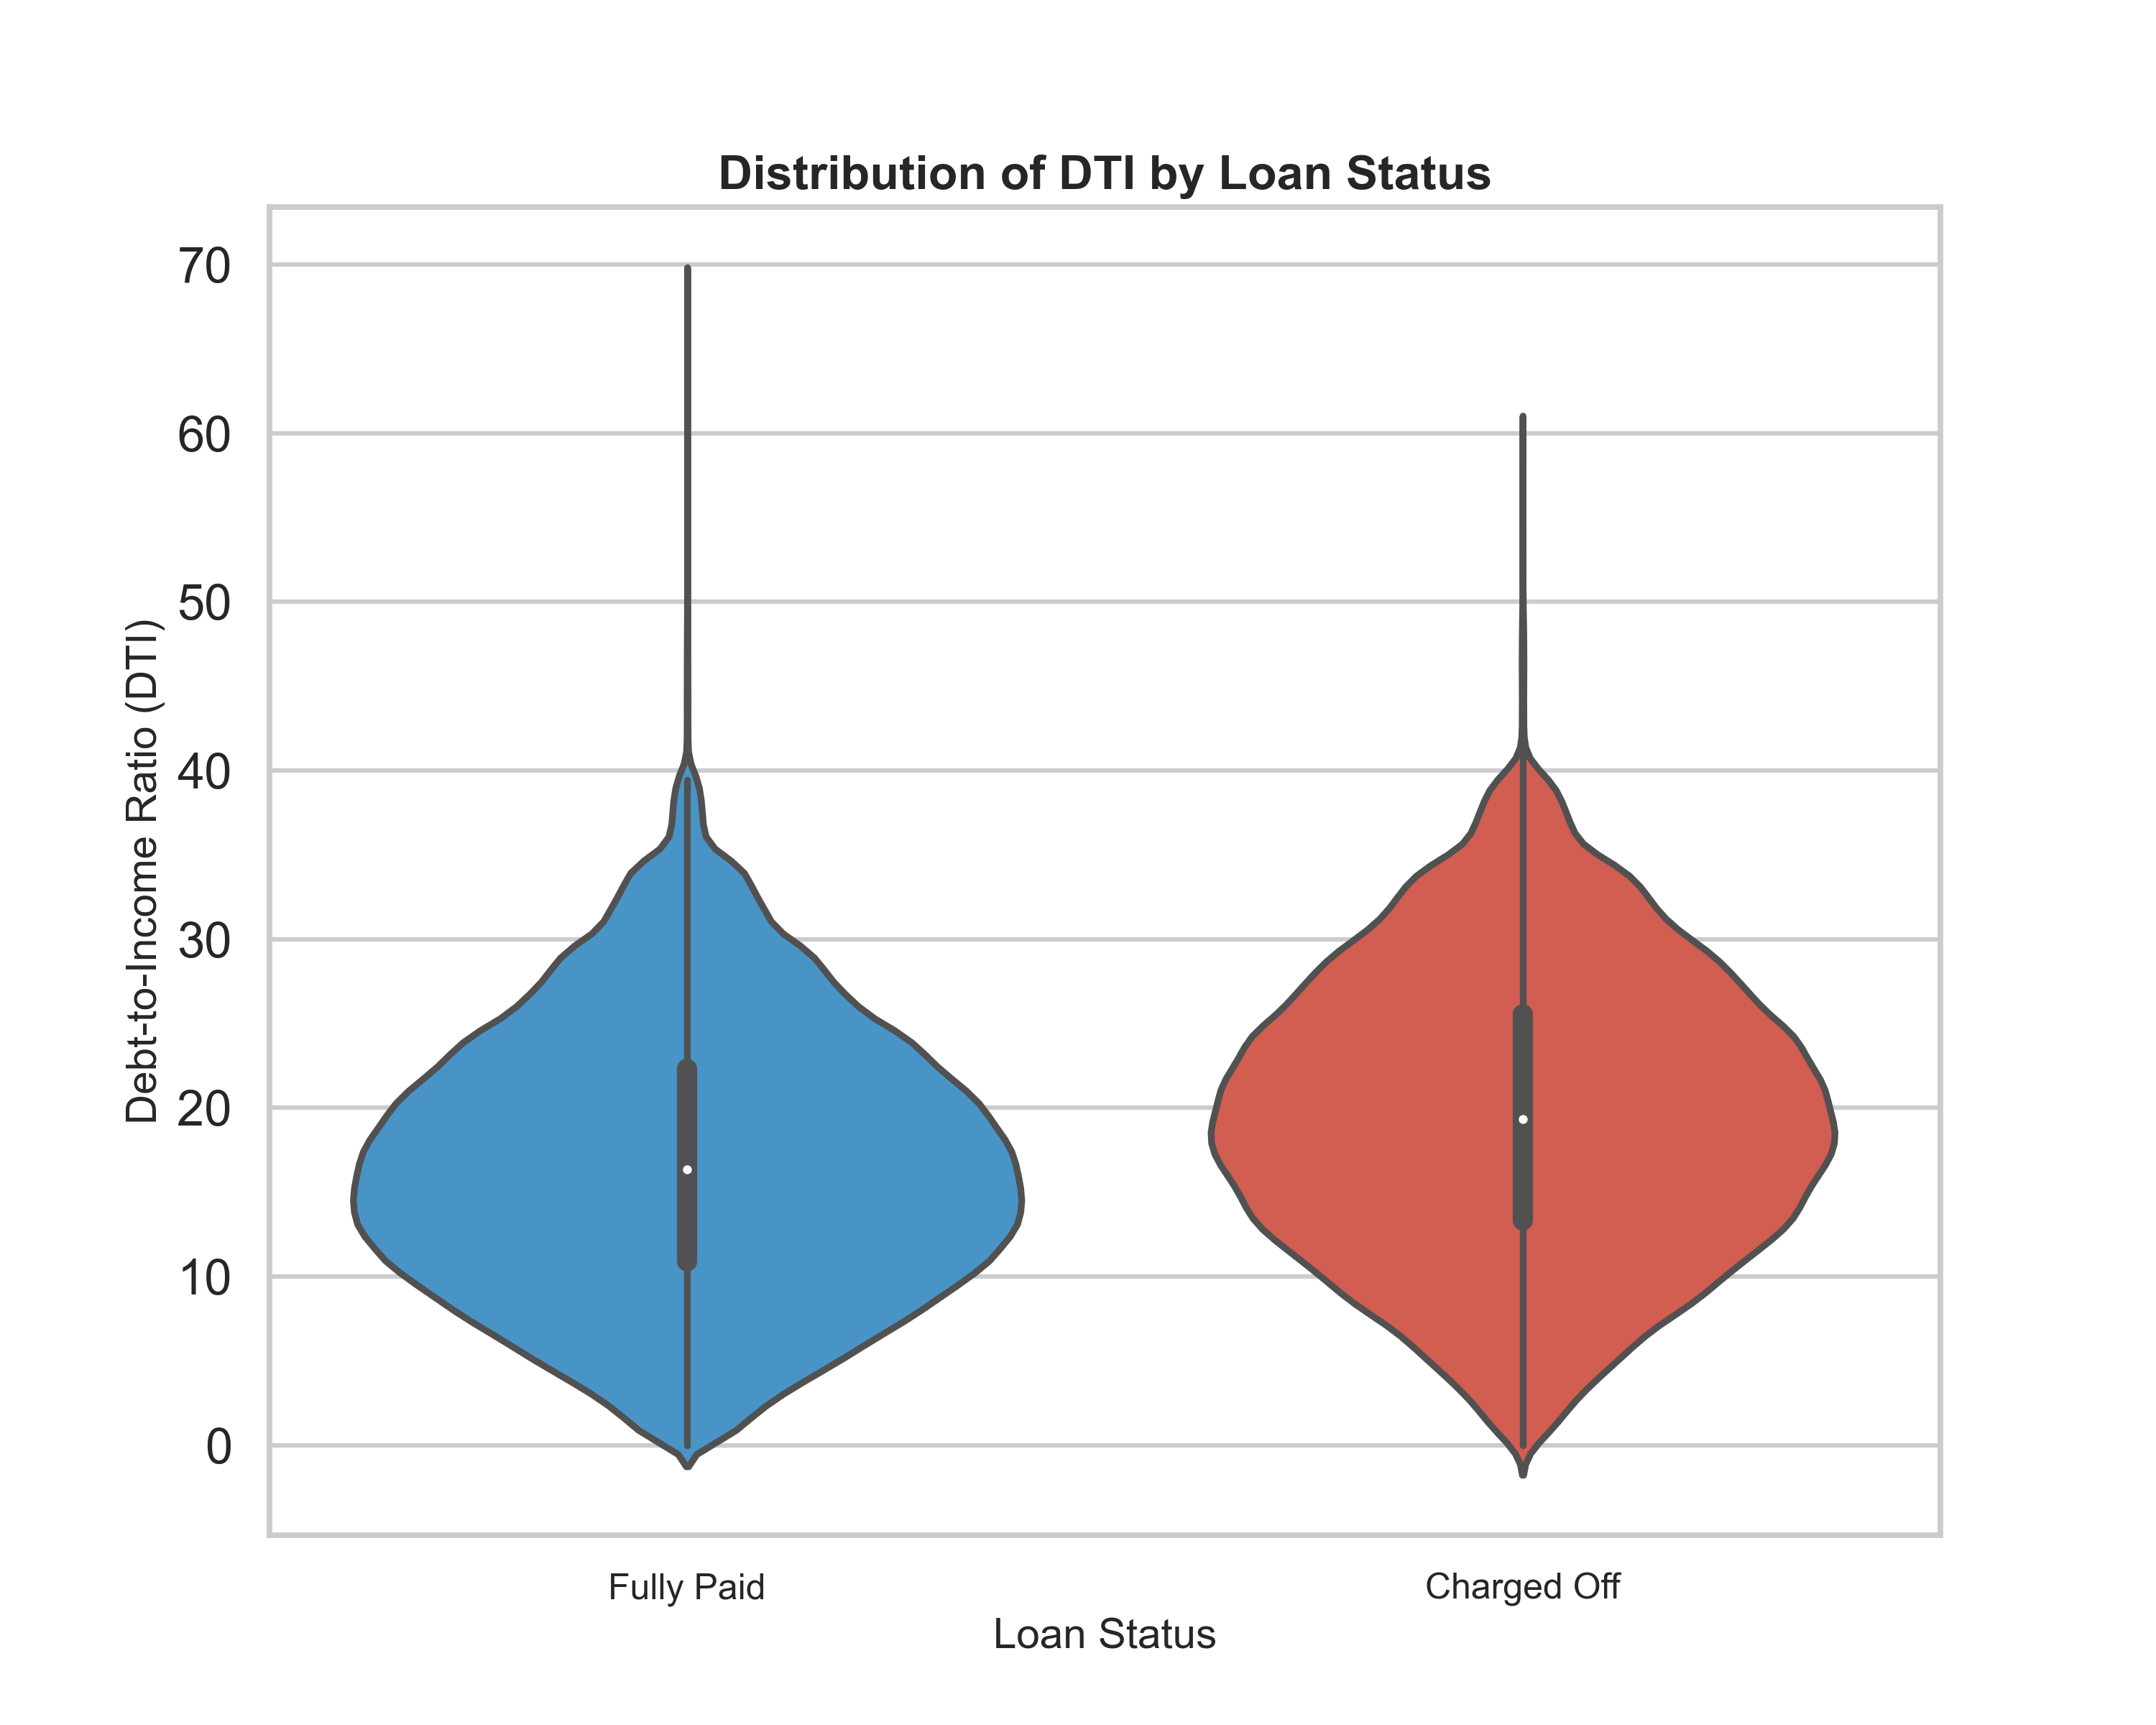 Distribution of DTI by Loan Status
70
60
50
40
30
20
10
0
Debt-to-Income Ratio (DTI)
Fully Paid
Charged Off
Loan Status